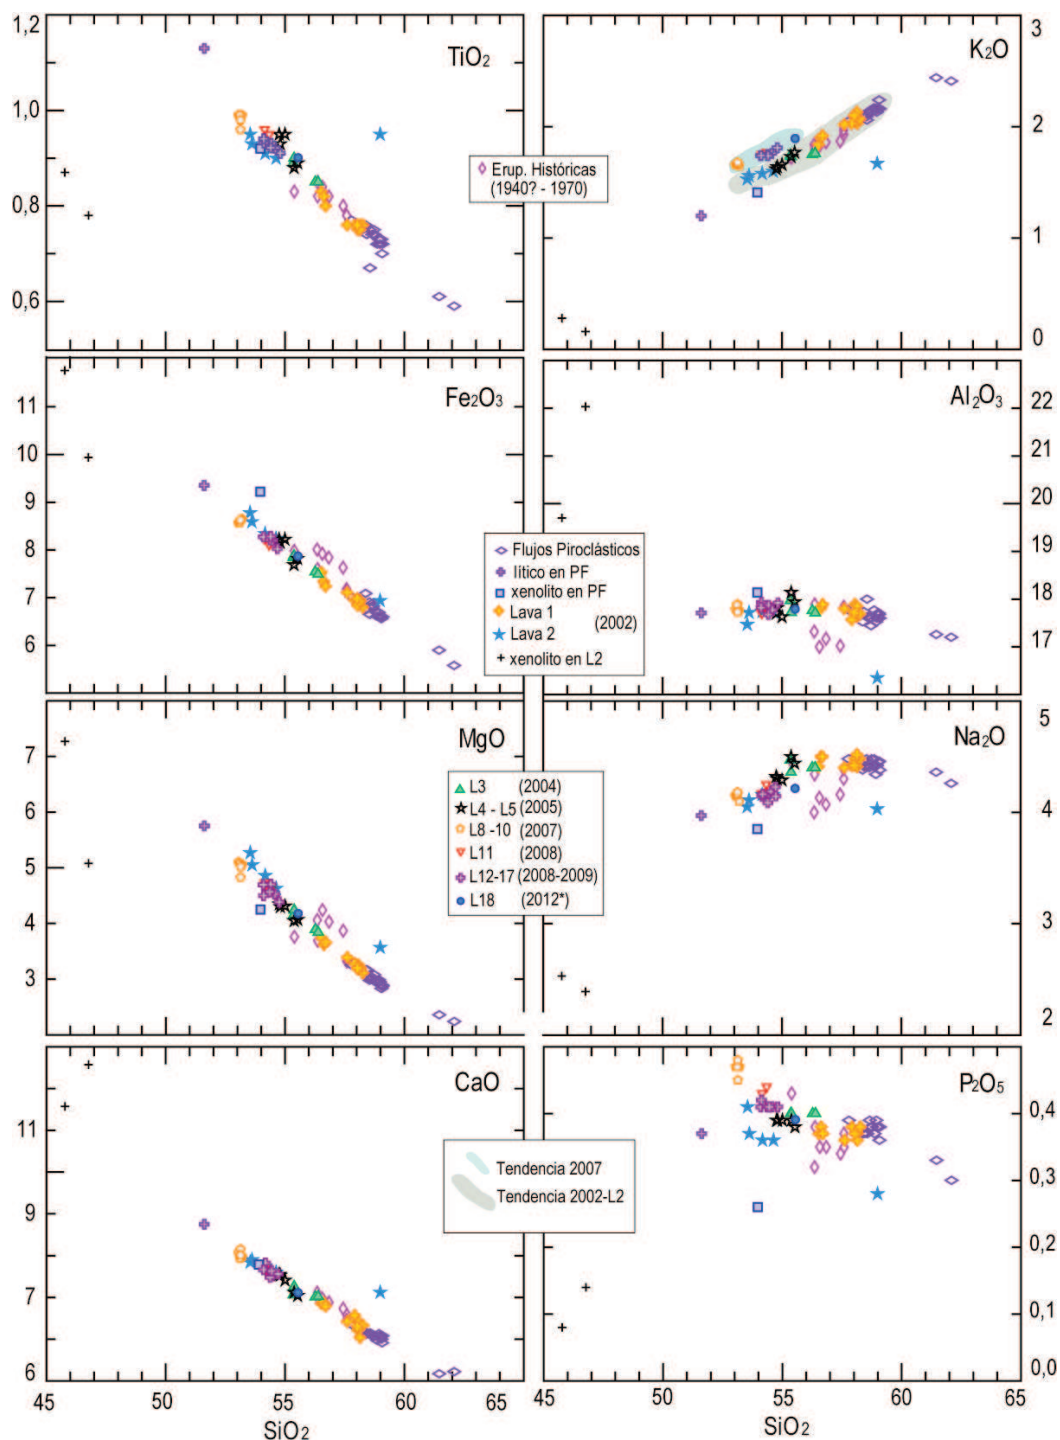 1,2
1,0
0,8
0,6
TiO₂
3
2
1
0
K₂O
Erup. Históricas
(1940? - 1970)
11
10
9
8
7
6
Fe₂O₃
22
21
20
19
18
17
Al₂O₃
Flujos Piroclásticos
lítico en PF
xenolito en PF
Lava 1
(2002)
Lava 2
xenolito en L2
7
6
5
4
3
MgO
5
4
3
2
Na₂O
L3 (2004)
L4 - L5 (2005)
L8 -10 (2007)
L11 (2008)
L12-17 (2008-2009)
L18 (2012*)
11
9
7
6
CaO
0,4
0,3
0,2
0,1
0,0
P₂O₅
Tendencia 2007
Tendencia 2002-L2
45 50 55 60
45 50 55 60 65
SiO₂
SiO₂